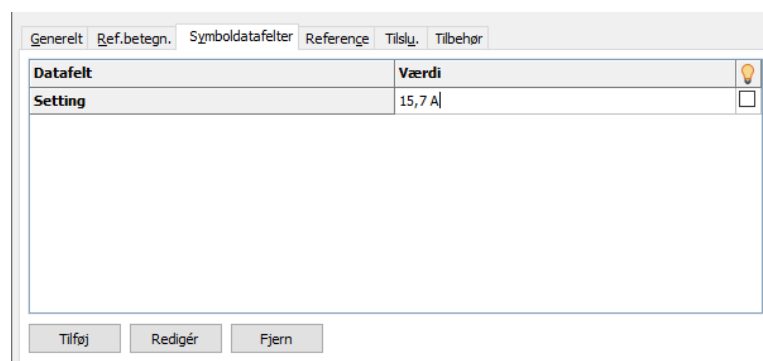 Generelt Ref.betegn. Symboldatafelter Reference Tilslu. Tilbehør
Datafelt Værdi
Setting 15,7 A
Tilføj Redigér Fjern